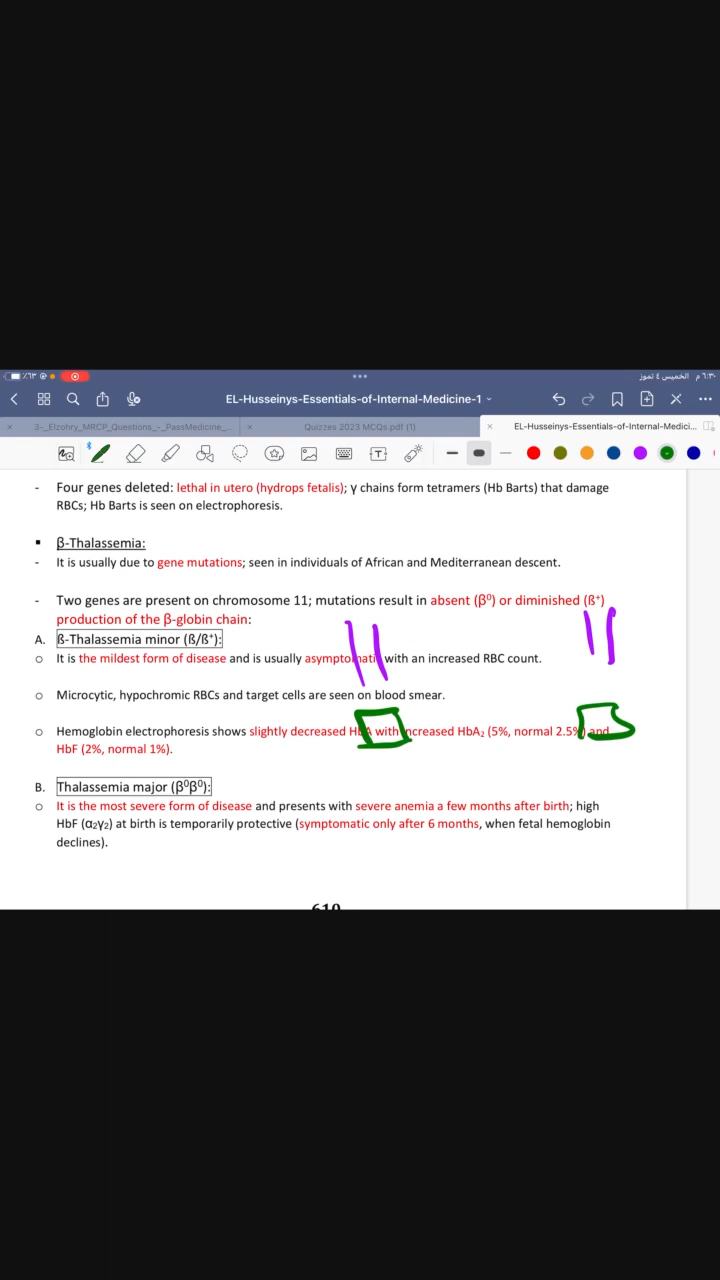 ٪٦٣
٦:٣٠ م الخميس ٤ تموز
EL-Husseinys-Essentials-of-Internal-Medicine-1
3-_Elzohry_MRCP_Questions_-_PassMedicine_...
Quizzes 2023 MCQs.pdf (1)
EL-Husseinys-Essentials-of-Internal-Medici...
- Four genes deleted: lethal in utero (hydrops fetalis); γ chains form tetramers (Hb Barts) that damage
RBCs; Hb Barts is seen on electrophoresis.
▪ β-Thalassemia:
- It is usually due to gene mutations; seen in individuals of African and Mediterranean descent.
- Two genes are present on chromosome 11; mutations result in absent (β⁰) or diminished (ß⁺)
production of the β-globin chain:
A. ß-Thalassemia minor (ß/ß⁺):
o It is the mildest form of disease and is usually asymptomatic with an increased RBC count.
o Microcytic, hypochromic RBCs and target cells are seen on blood smear.
o Hemoglobin electrophoresis shows slightly decreased HbA with increased HbA₂ (5%, normal 2.5%) and
HbF (2%, normal 1%).
B. Thalassemia major (β⁰β⁰):
o It is the most severe form of disease and presents with severe anemia a few months after birth; high
HbF (α₂γ₂) at birth is temporarily protective (symptomatic only after 6 months, when fetal hemoglobin
declines).